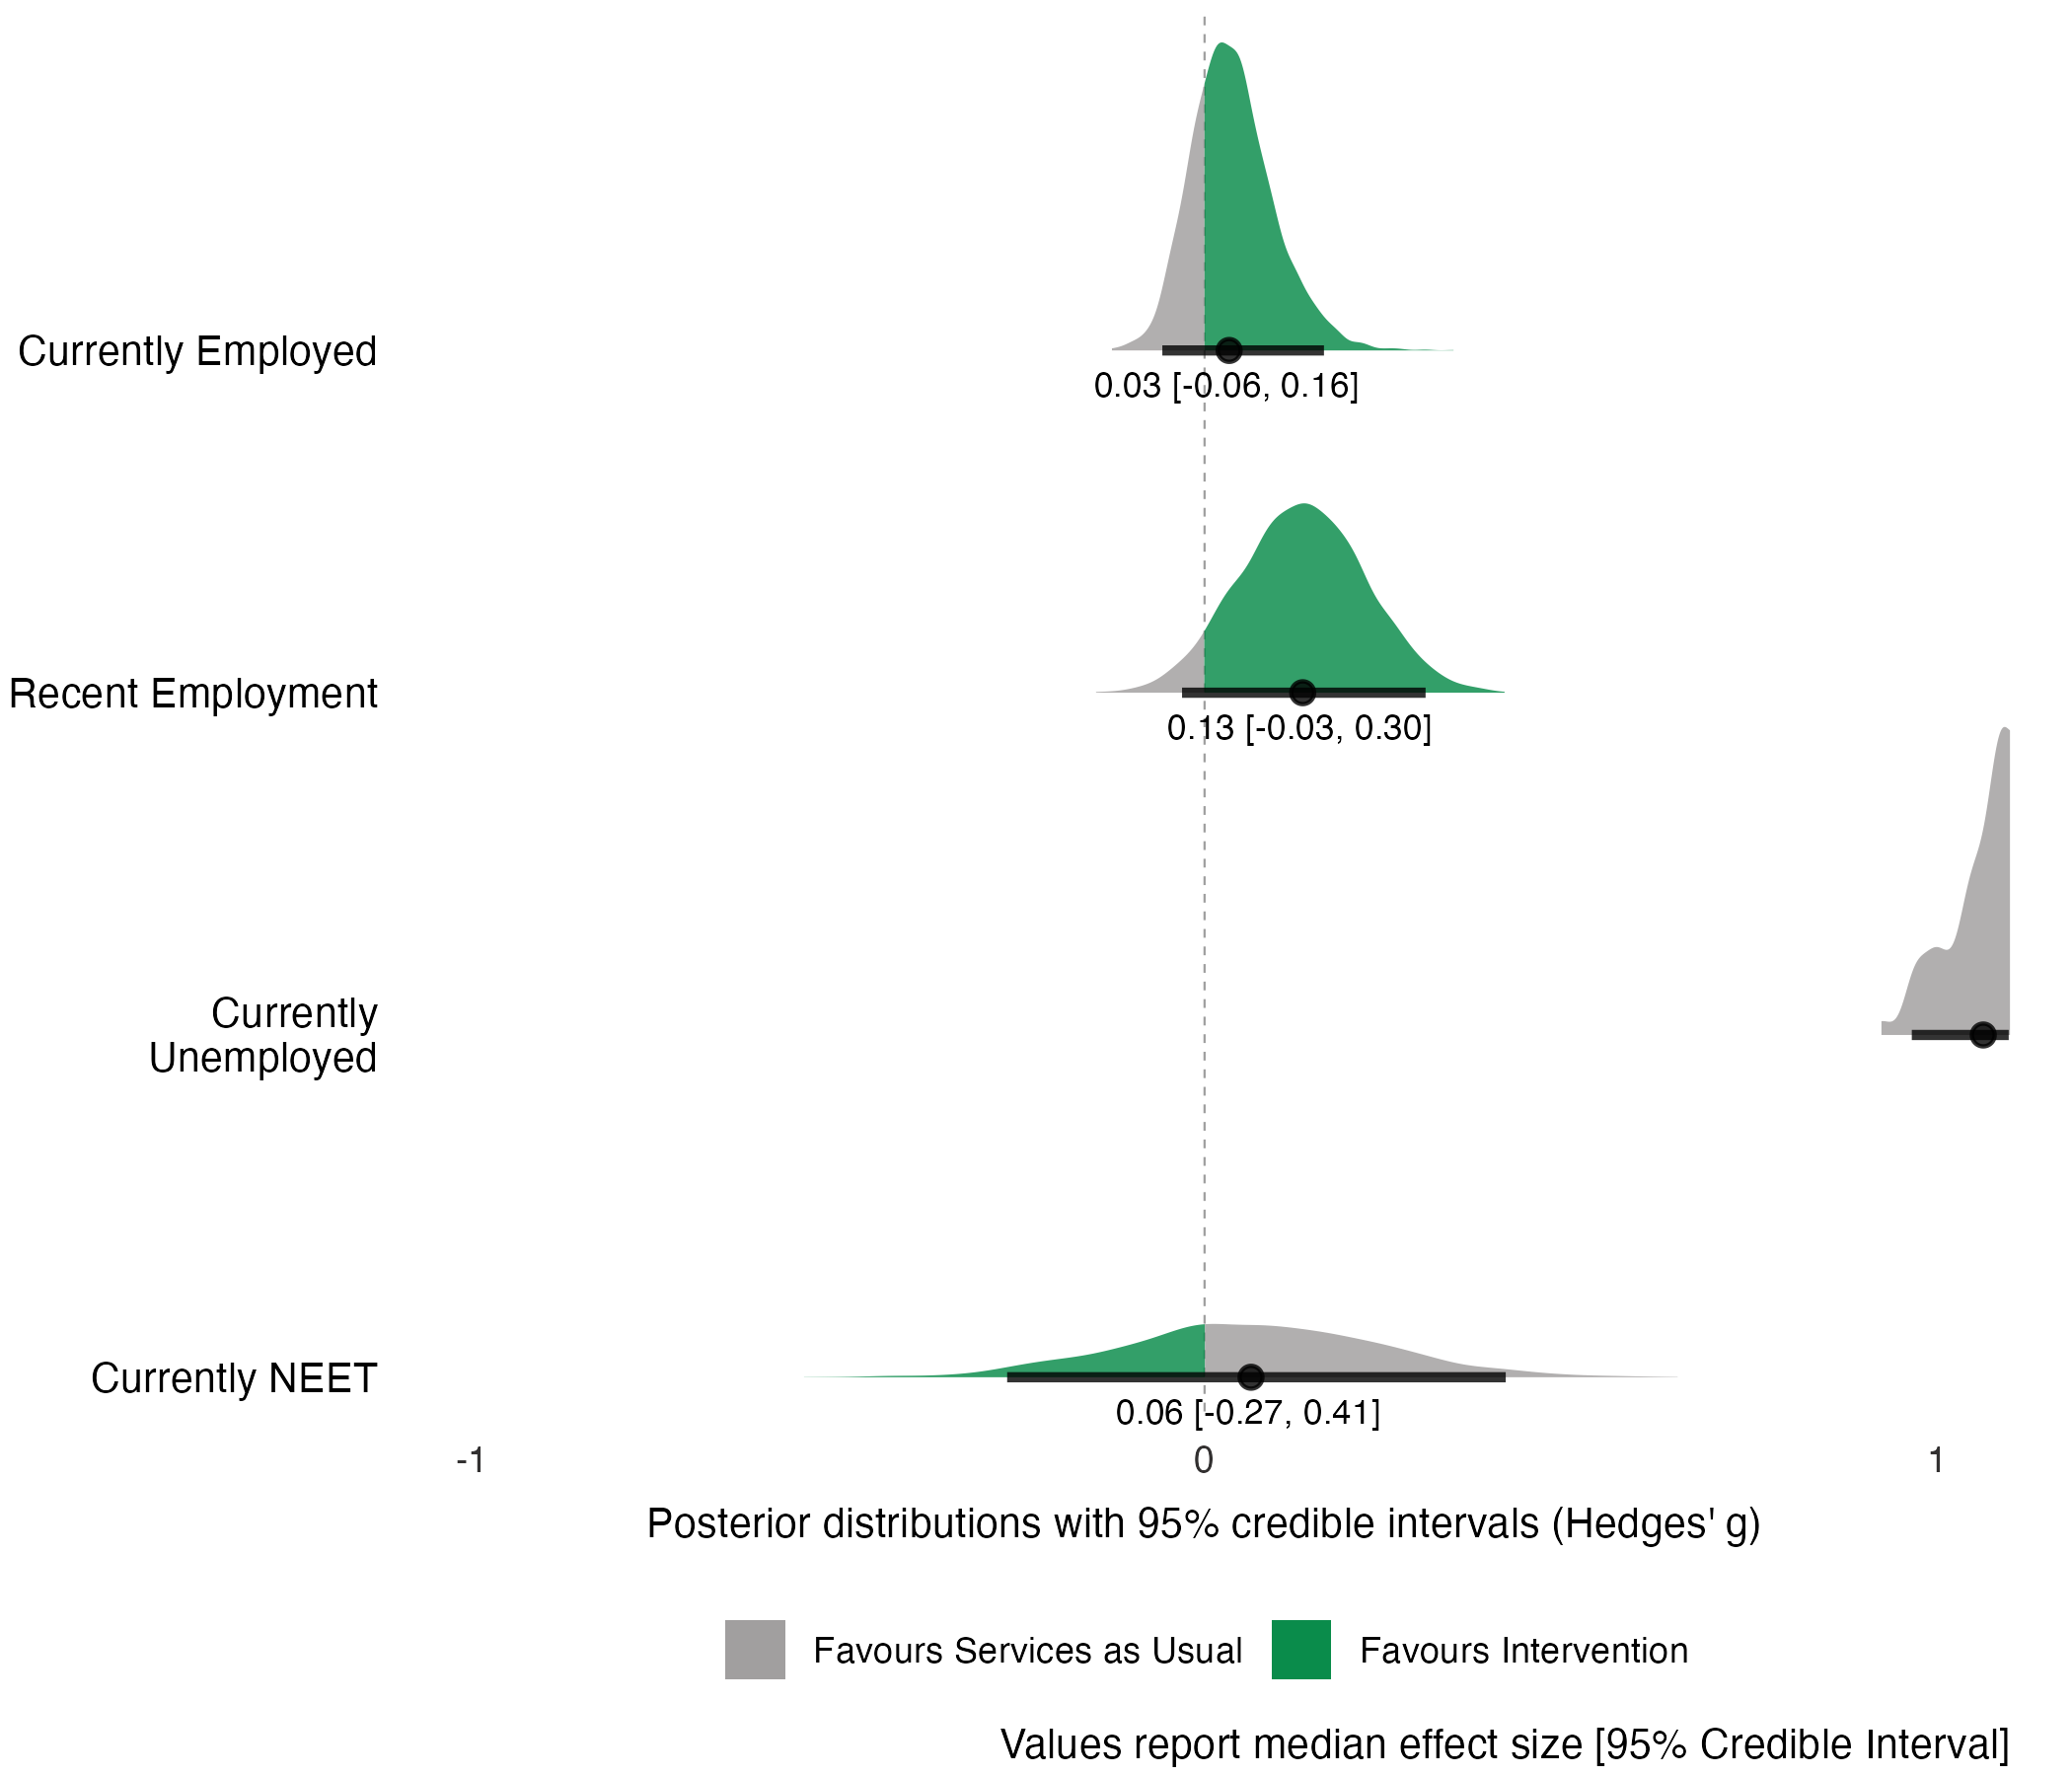 Currently Employed
0.03 [-0.06, 0.16]
Recent Employment
0.13 [-0.03, 0.30]
Currently
Unemployed
Currently NEET
0.06 [-0.27, 0.41]
-1 0 1
Posterior distributions with 95% credible intervals (Hedges' g)
Favours Services as Usual Favours Intervention
Values report median effect size [95% Credible Interval]